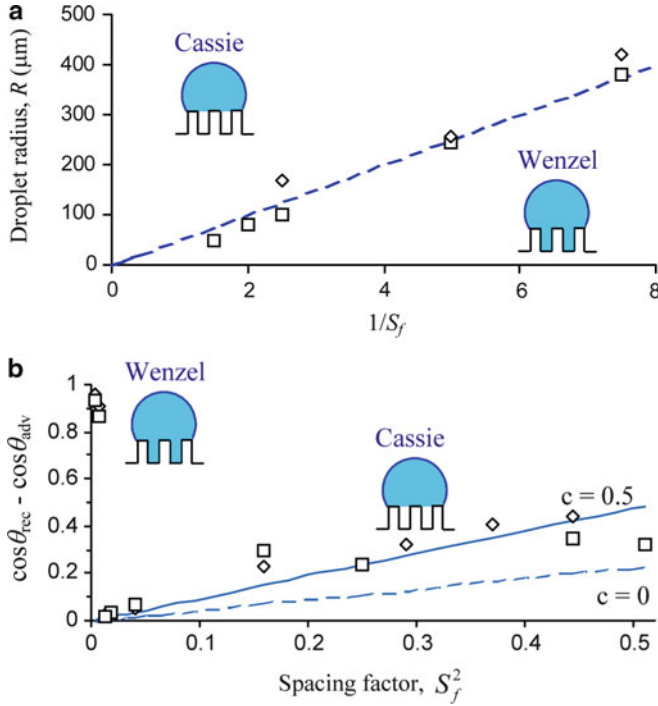 a
500
400
300
200
100
0
Droplet radius, R (μm)
Cassie
Wenzel
0 2 4 6 8
1/S_f
b
1
0.8
0.6
0.4
0.2
0
cosθ_rec - cosθ_adv
Wenzel
Cassie
c = 0.5
c = 0
0 0.1 0.2 0.3 0.4 0.5
Spacing factor, S_f^2